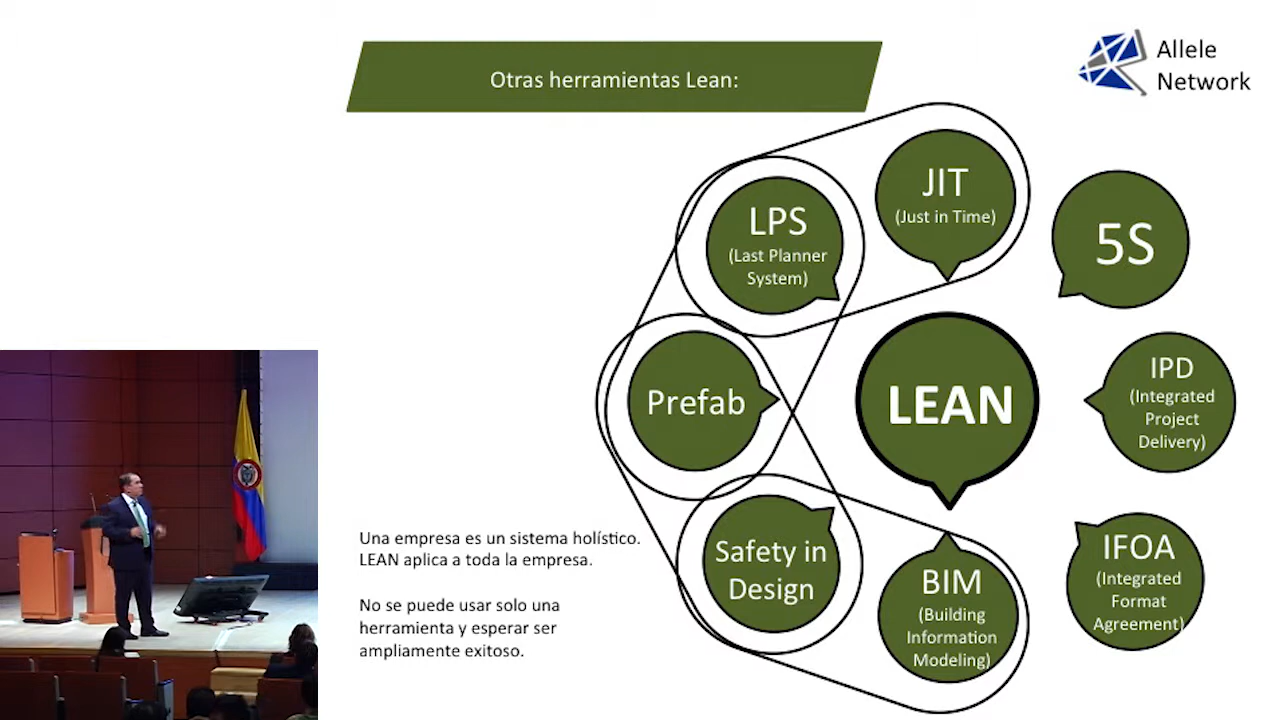 Otras herramientas Lean:
Allele
Network
JIT
(Just in Time)
LPS
(Last Planner
System)
5S
Prefab
LEAN
IPD
(Integrated
Project
Delivery)
Safety in
Design
BIM
(Building
Information
Modeling)
IFOA
(Integrated
Format
Agreement)
Una empresa es un sistema holístico.
LEAN aplica a toda la empresa.
No se puede usar solo una
herramienta y esperar ser
ampliamente exitoso.